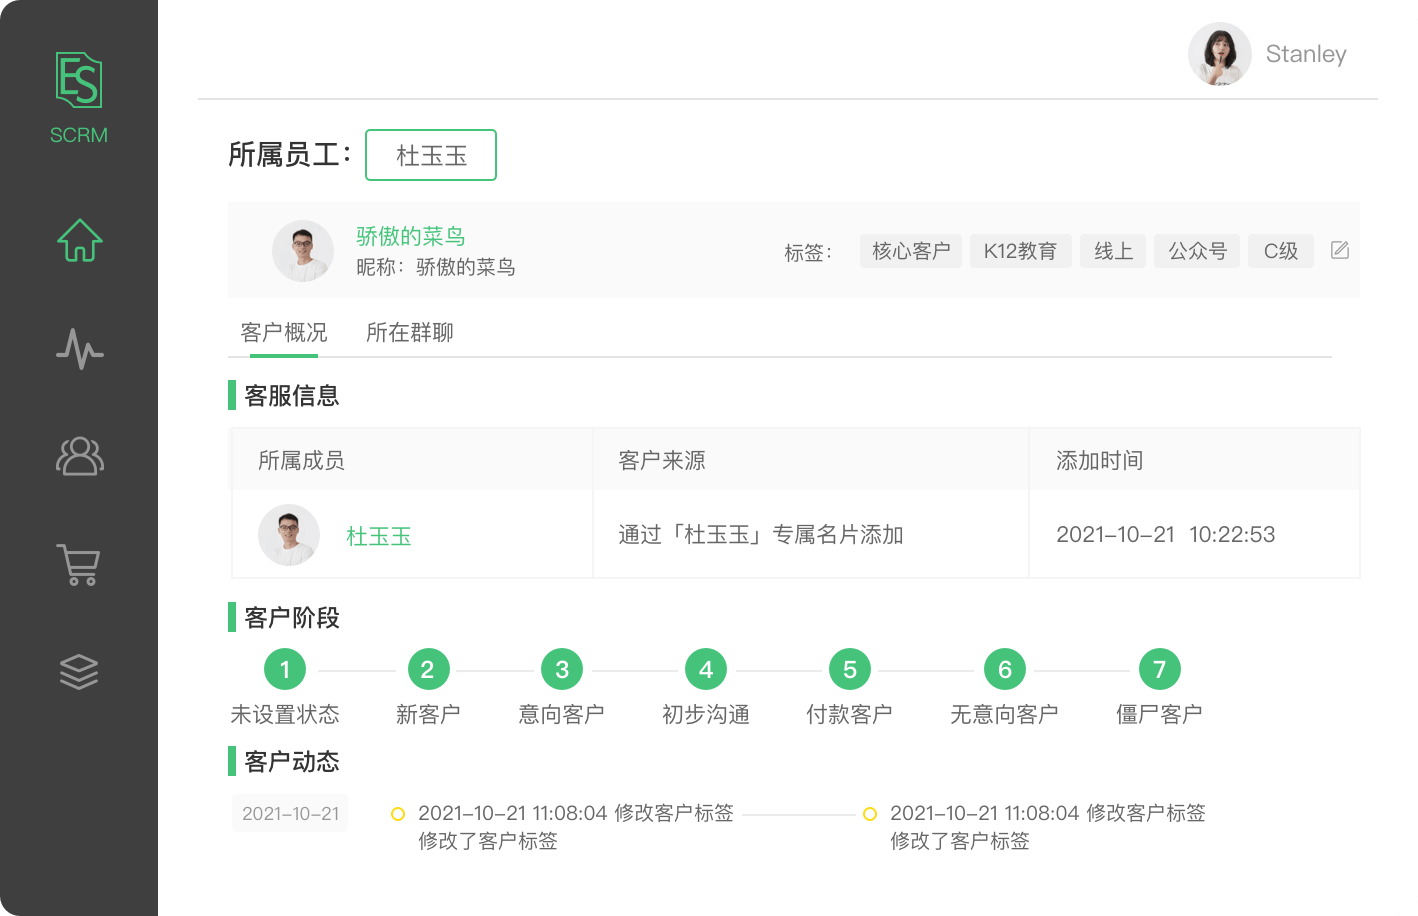 ES
SCRM
Stanley
所属员工：
杜玉玉
骄傲的菜鸟
昵称：骄傲的菜鸟
标签：
核心客户
K12教育
线上
公众号
C级
客户概况
所在群聊
客服信息
所属成员
客户来源
添加时间
杜玉玉
通过「杜玉玉」专属名片添加
2021-10-21 10:22:53
客户阶段
1
2
3
4
5
6
7
未设置状态
新客户
意向客户
初步沟通
付款客户
无意向客户
僵尸客户
客户动态
2021-10-21
2021-10-21 11:08:04 修改客户标签
修改了客户标签
2021-10-21 11:08:04 修改客户标签
修改了客户标签